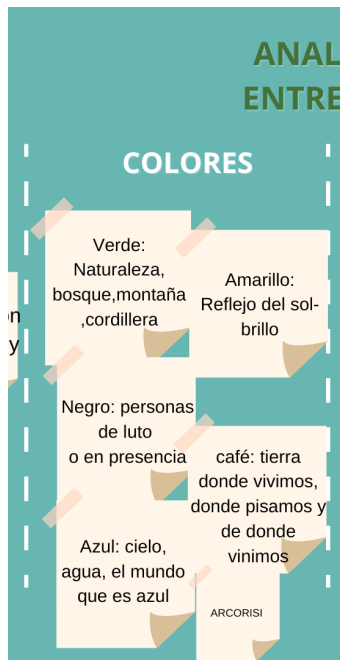 ANAL
ENTRE
COLORES
Verde:
Naturaleza,
bosque,montaña
,cordillera
Amarillo:
Reflejo del sol-
brillo
ón
y
Negro: personas
de luto
o en presencia
café: tierra
donde vivimos,
donde pisamos y
de donde
vinimos
Azul: cielo,
agua, el mundo
que es azul
ARCORISI